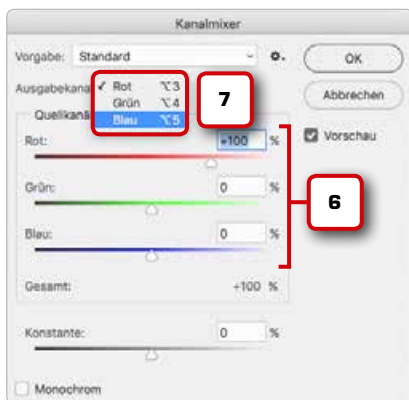 Kanalmixer
Vorgabe: Standard
OK
Ausgabekana
✓ Rot ⌥3
Grün ⌥4
Blau ⌥5
7
Abbrechen
Quellkanä
Rot: +100 %
Vorschau
Grün: 0 %
6
Blau: 0 %
Gesamt: +100 %
Konstante: 0 %
Monochrom